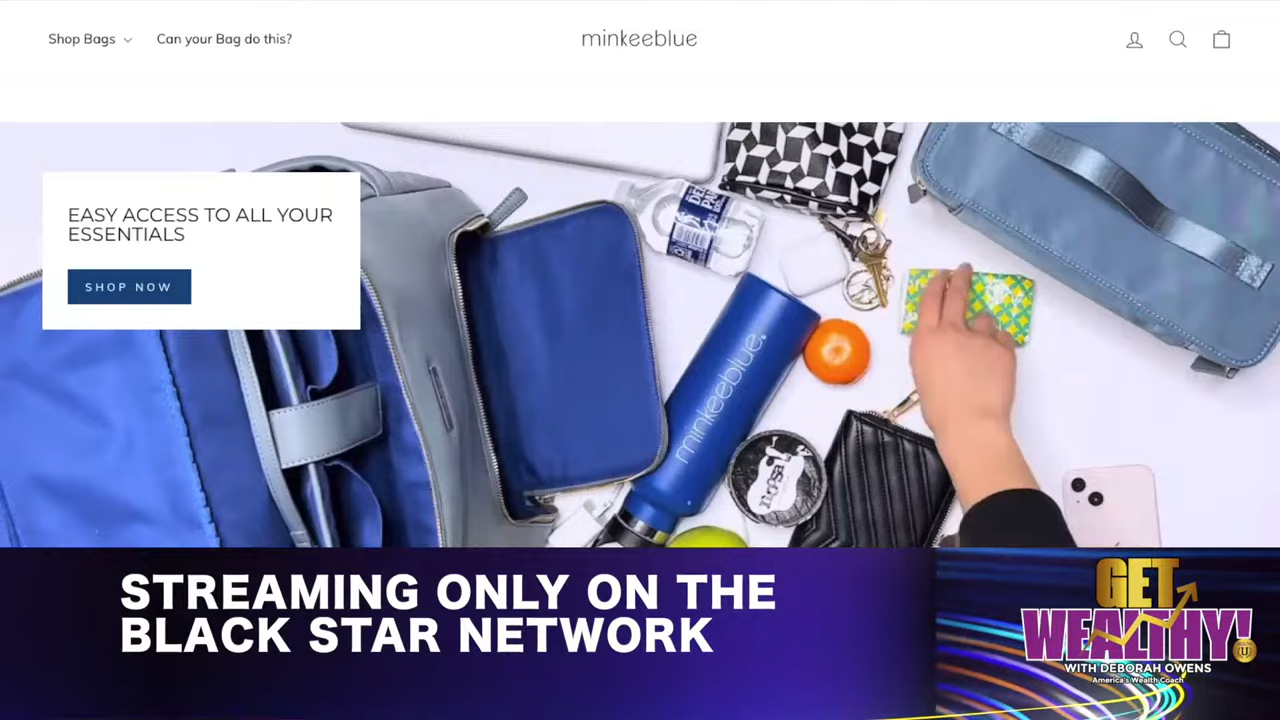 Shop Bags
Can your Bag do this?
minkeeblue
EASY ACCESS TO ALL YOUR
ESSENTIALS
SHOP NOW
minkeeblue
STREAMING ONLY ON THE
BLACK STAR NETWORK
GET
WEALTHY!
WITH DEBORAH OWENS
America's Wealth Coach